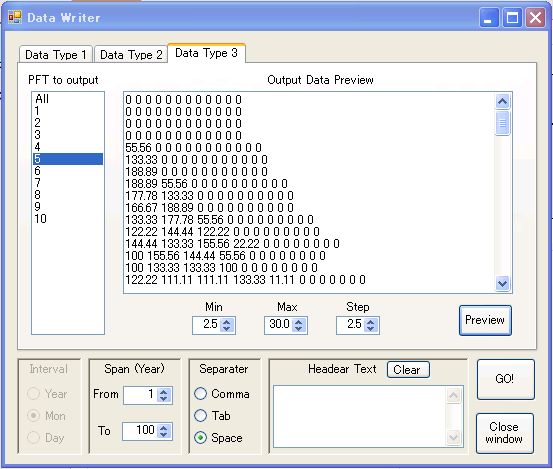 Data Writer
Data Type 1 Data Type 2 Data Type 3
PFT to output
Output Data Preview
All
1
2
3
4
5
6
7
8
9
10
0 0 0 0 0 0 0 0 0 0 0 0
0 0 0 0 0 0 0 0 0 0 0 0
0 0 0 0 0 0 0 0 0 0 0 0
0 0 0 0 0 0 0 0 0 0 0 0
55.56 0 0 0 0 0 0 0 0 0 0 0
133.33 0 0 0 0 0 0 0 0 0 0 0
188.89 0 0 0 0 0 0 0 0 0 0 0
188.89 55.56 0 0 0 0 0 0 0 0 0 0
177.78 133.33 0 0 0 0 0 0 0 0 0 0
166.67 188.89 0 0 0 0 0 0 0 0 0 0
133.33 177.78 55.56 0 0 0 0 0 0 0 0 0
122.22 144.44 122.22 0 0 0 0 0 0 0 0 0
144.44 133.33 155.56 22.22 0 0 0 0 0 0 0 0
100 155.56 144.44 55.56 0 0 0 0 0 0 0 0
100 133.33 133.33 100 0 0 0 0 0 0 0 0
122.22 111.11 111.11 133.33 11.11 0 0 0 0 0 0 0
Min Max Step
2.5 30.0 2.5
Preview
Interval
Year
Mon
Day
Span (Year)
From 1
To 100
Separater
Comma
Tab
Space
Headear Text Clear
GO!
Close
window